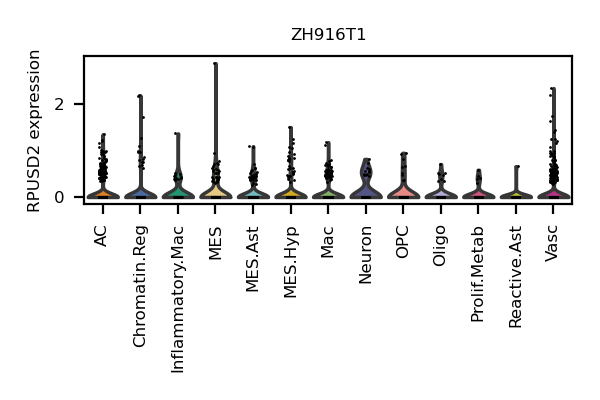 ZH916T1
RPUSD2 expression
2
0
AC
Chromatin.Reg
Inflammatory.Mac
MES
MES.Ast
MES.Hyp
Mac
Neuron
OPC
Oligo
Prolif.Metab
Reactive.Ast
Vasc